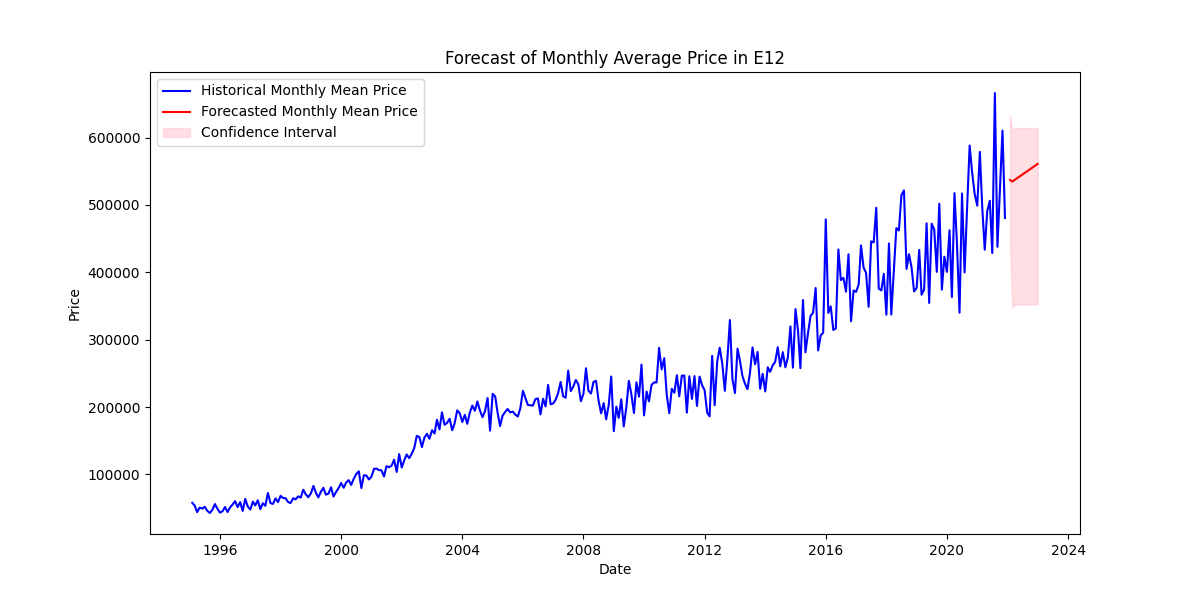 Forecast of Monthly Average Price in E12
Historical Monthly Mean Price
Forecasted Monthly Mean Price
Confidence Interval
600000
500000
400000
300000
200000
100000
Price
1996 2000 2004 2008 2012 2016 2020 2024
Date